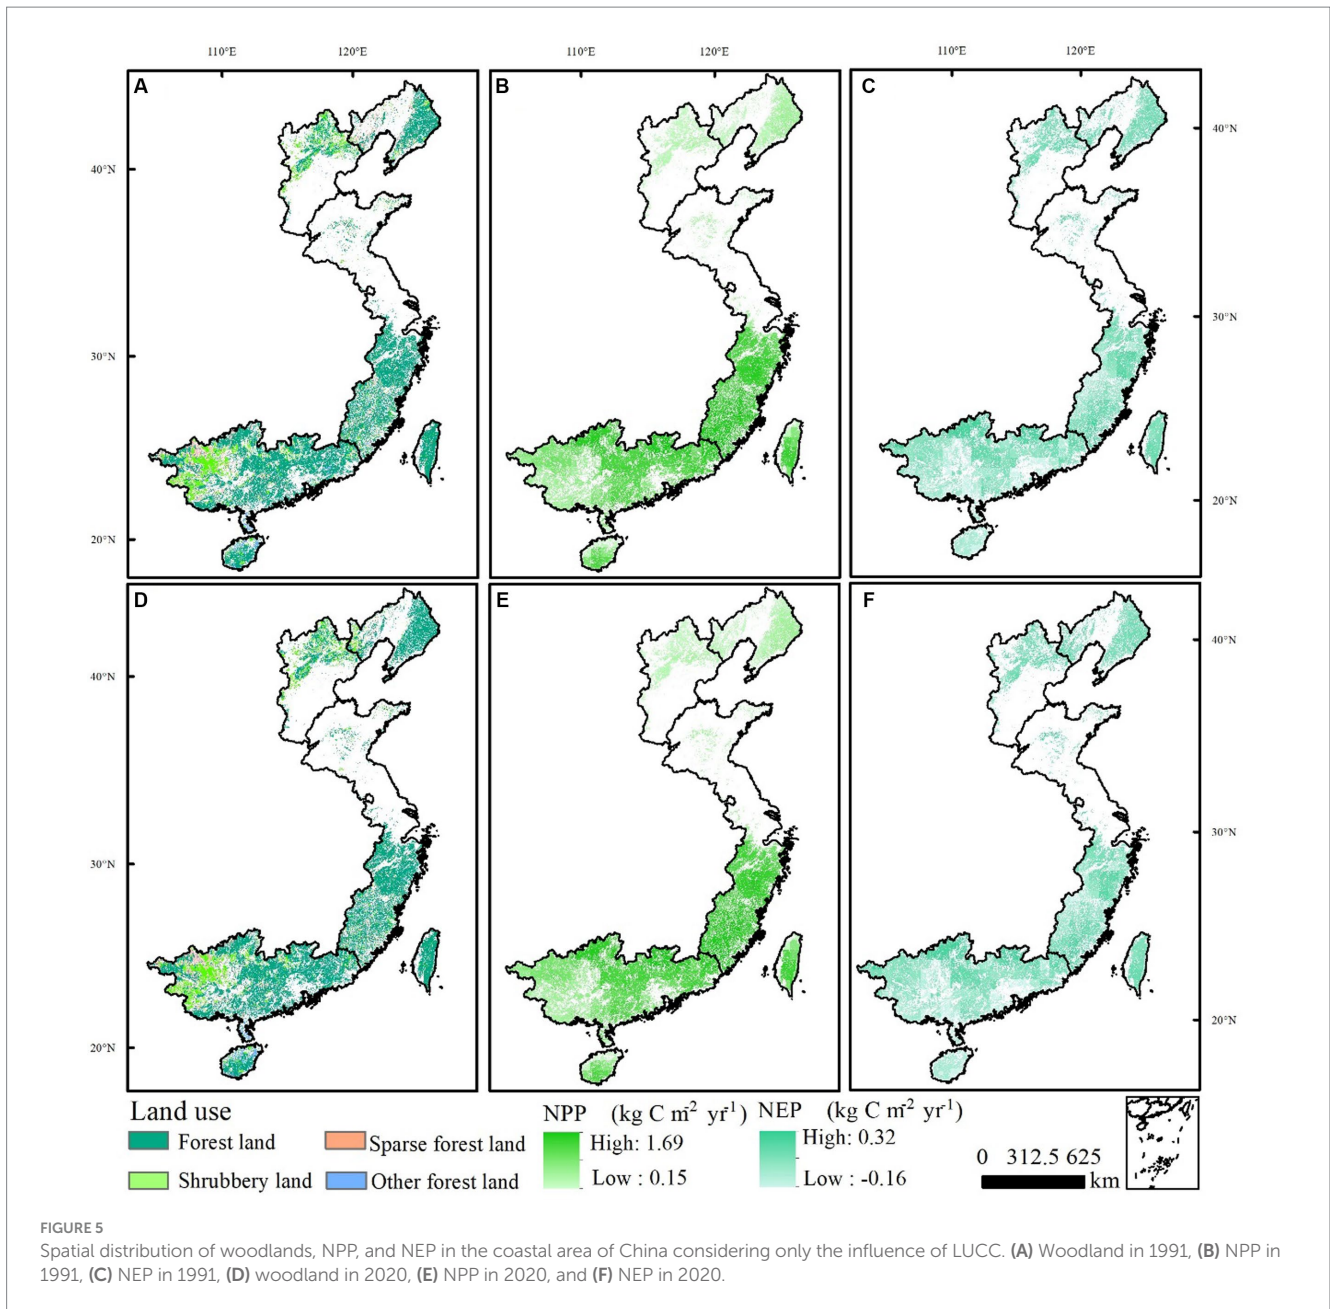 110°E 120°E 110°E 120°E 110°E 120°E
A B C
40°N 40°N
30°N 30°N
20°N 20°N
D E F
40°N 40°N
30°N 30°N
20°N 20°N
Land use
Forest land Sparse forest land
Shrubbery land Other forest land
NPP (kg C m⁻² yr⁻¹)
High: 1.69
Low : 0.15
NEP (kg C m⁻² yr⁻¹)
High: 0.32
Low : -0.16
0 312.5 625
km
FIGURE 5
Spatial distribution of woodlands, NPP, and NEP in the coastal area of China considering only the influence of LUCC. (A) Woodland in 1991, (B) NPP in
1991, (C) NEP in 1991, (D) woodland in 2020, (E) NPP in 2020, and (F) NEP in 2020.